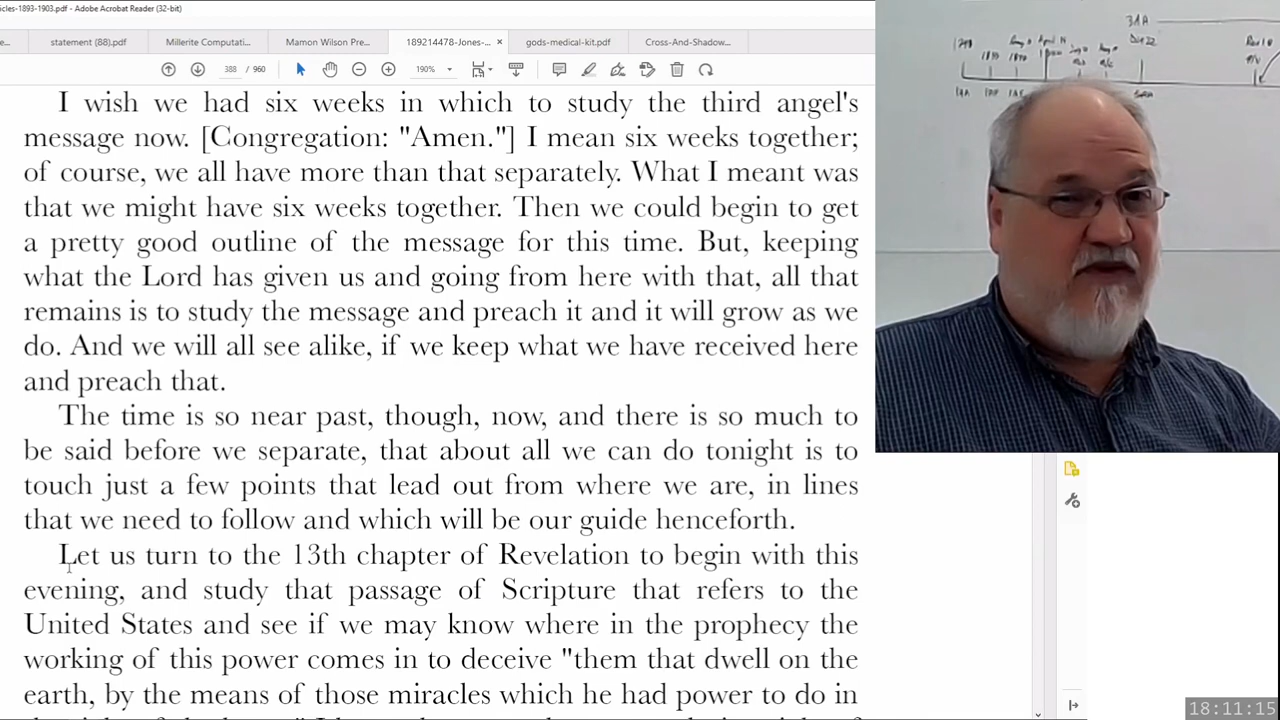 cles-1893-1903.pdf - Adobe Acrobat Reader (32-bit)
e...
statement (88).pdf
Millerite Computati...
Mamon Wilson Pre...
189214478-Jones-... ×
gods-medical-kit.pdf
Cross-And-Shadow...
388 / 960
190%
I wish we had six weeks in which to study the third angel's
message now. [Congregation: "Amen."] I mean six weeks together;
of course, we all have more than that separately. What I meant was
that we might have six weeks together. Then we could begin to get
a pretty good outline of the message for this time. But, keeping
what the Lord has given us and going from here with that, all that
remains is to study the message and preach it and it will grow as we
do. And we will all see alike, if we keep what we have received here
and preach that.
The time is so near past, though, now, and there is so much to
be said before we separate, that about all we can do tonight is to
touch just a few points that lead out from where we are, in lines
that we need to follow and which will be our guide henceforth.
Let us turn to the 13th chapter of Revelation to begin with this
evening, and study that passage of Scripture that refers to the
United States and see if we may know where in the prophecy the
working of this power comes in to deceive "them that dwell on the
earth, by the means of those miracles which he had power to do in
18:11:15